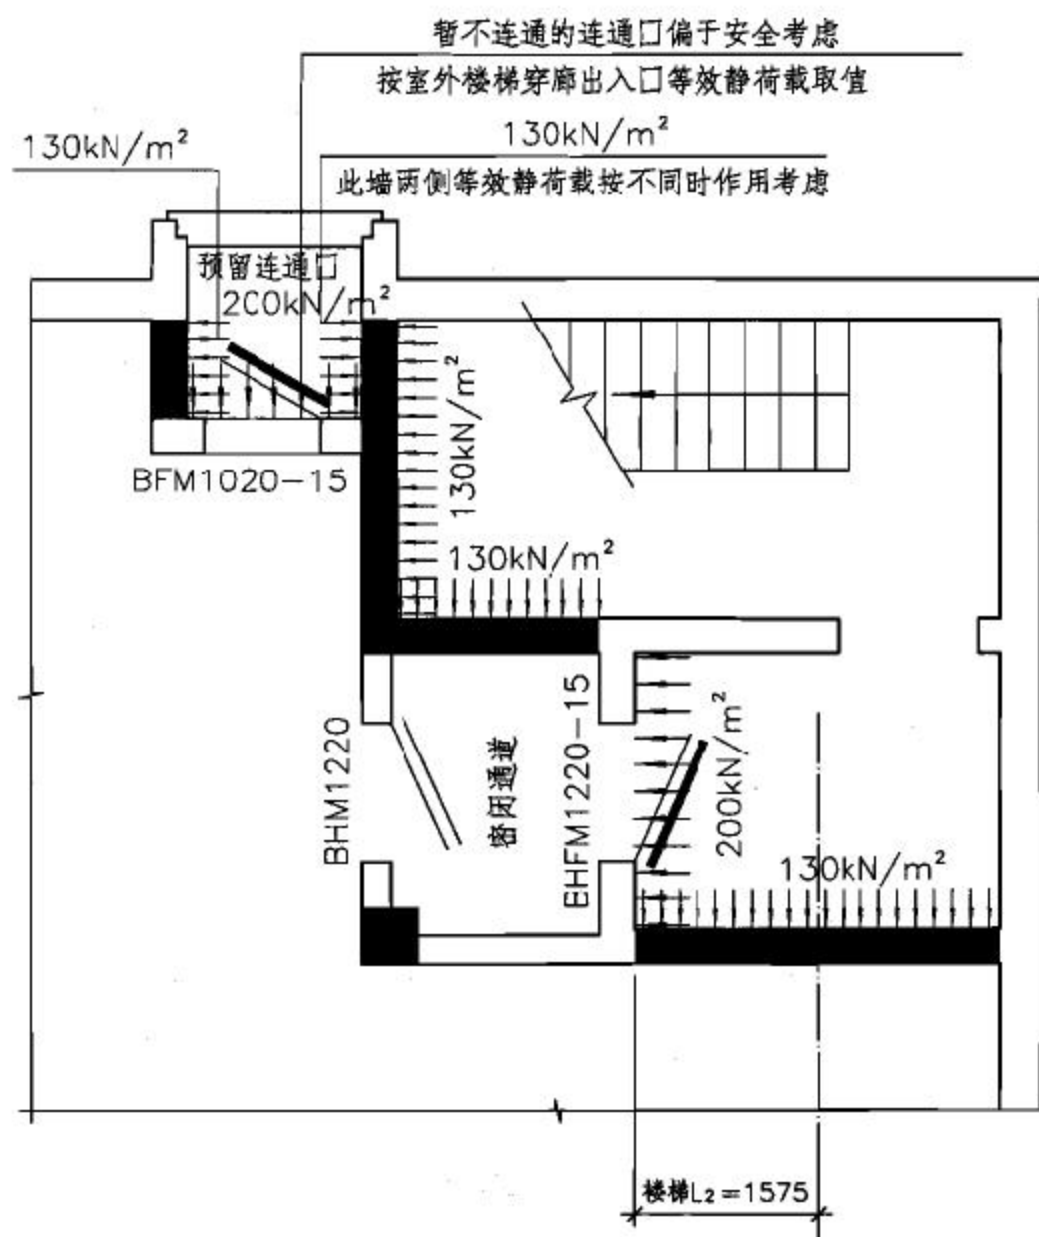 暂不连通的连通口偏于安全考虑
按室外楼梯穿廊出入口等效静荷载取值
130kN/m²
130kN/m²
此墙两侧等效静荷载按不同时作用考虑
预留连通口
200kN/m²
BFM1020-15
130kN/m²
130kN/m²
BHM1220
密闭通道
BHFM1220-15
200kN/m²
130kN/m²
楼梯L₂=1575